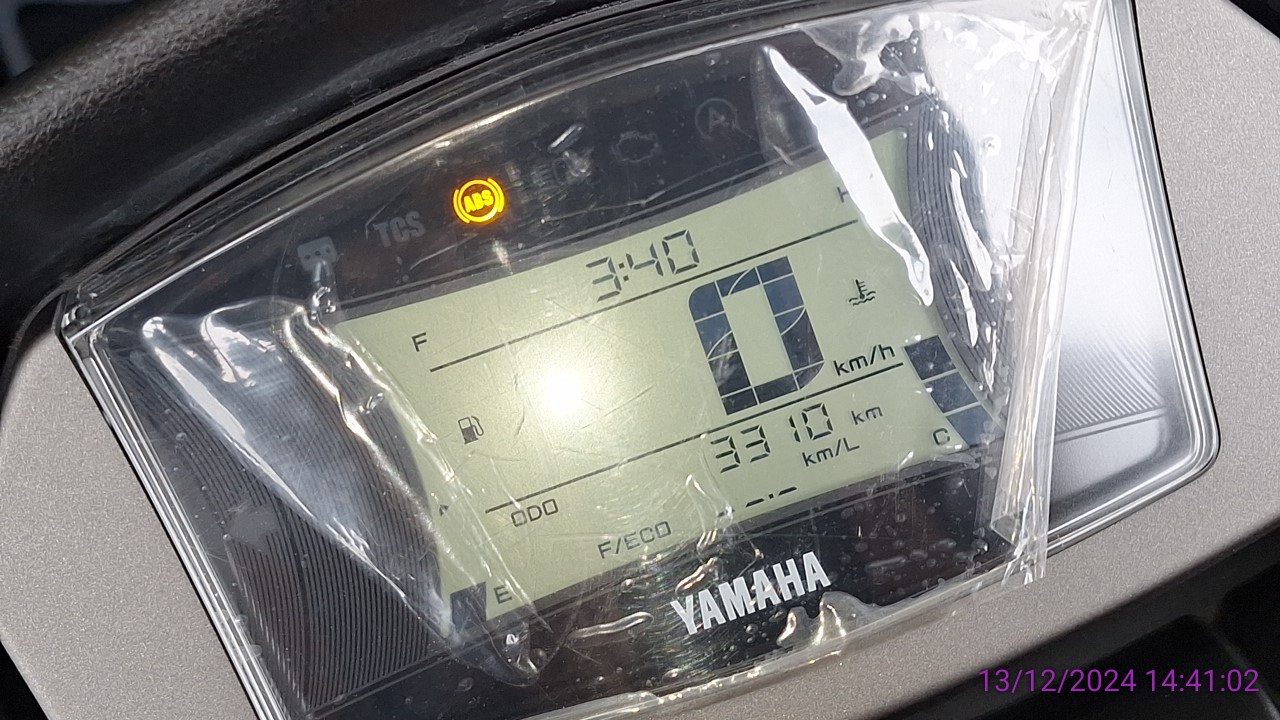 A
ABS
TCS
3:40
H
F
0
km/h
3310 km
km/L
C
ODO
F/ECO
E
YAMAHA
13/12/2024 14:41:02